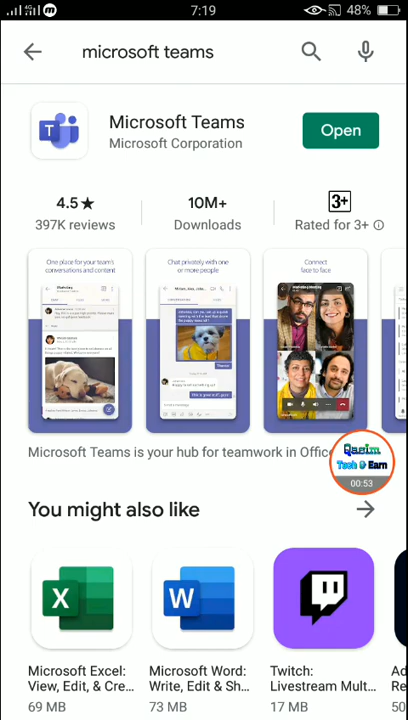 4G 7:19 48%
microsoft teams
Microsoft Teams
Microsoft Corporation
Open
4.5★ 10M+ 3+
397K reviews Downloads Rated for 3+
One place for your team's
conversations and content
Chat privately with one
or more people
Connect
face to face
Microsoft Teams is your hub for teamwork in Office
Qasim
Tech & Earn
00:53
You might also like
X W
Microsoft Excel:
View, Edit, & Cre...
69 MB
Microsoft Word:
Write, Edit & Sh...
73 MB
Twitch:
Livestream Mult...
17 MB
Ad
Re
50